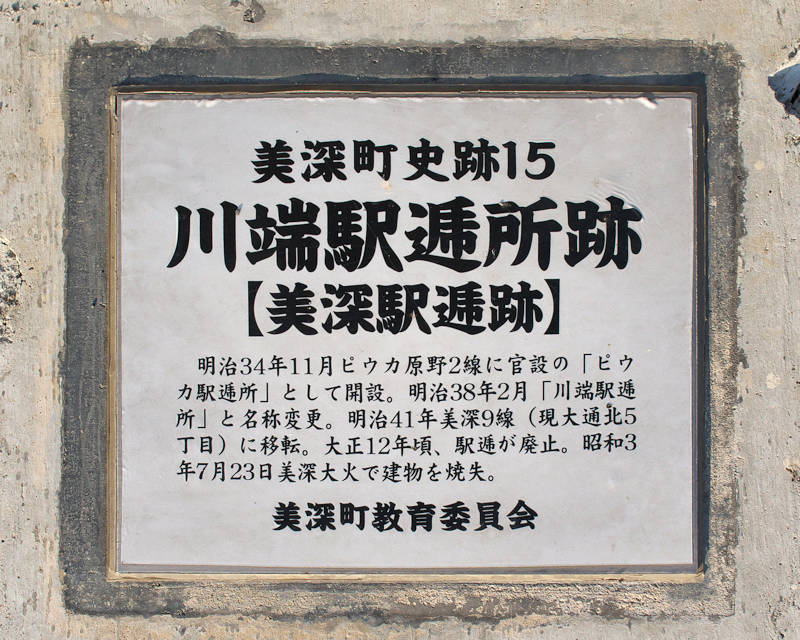 美深町史跡15
川端駅逓所跡
【美深駅逓跡】
明治34年11月ピウカ原野2線に官設の「ピウ
カ駅逓所」として開設。明治38年2月「川端駅逓
所」と名称変更。明治41年美深9線（現大通北5
丁目）に移転。大正12年頃、駅逓が廃止。昭和3
年7月23日美深大火で建物を焼失。
美深町教育委員会